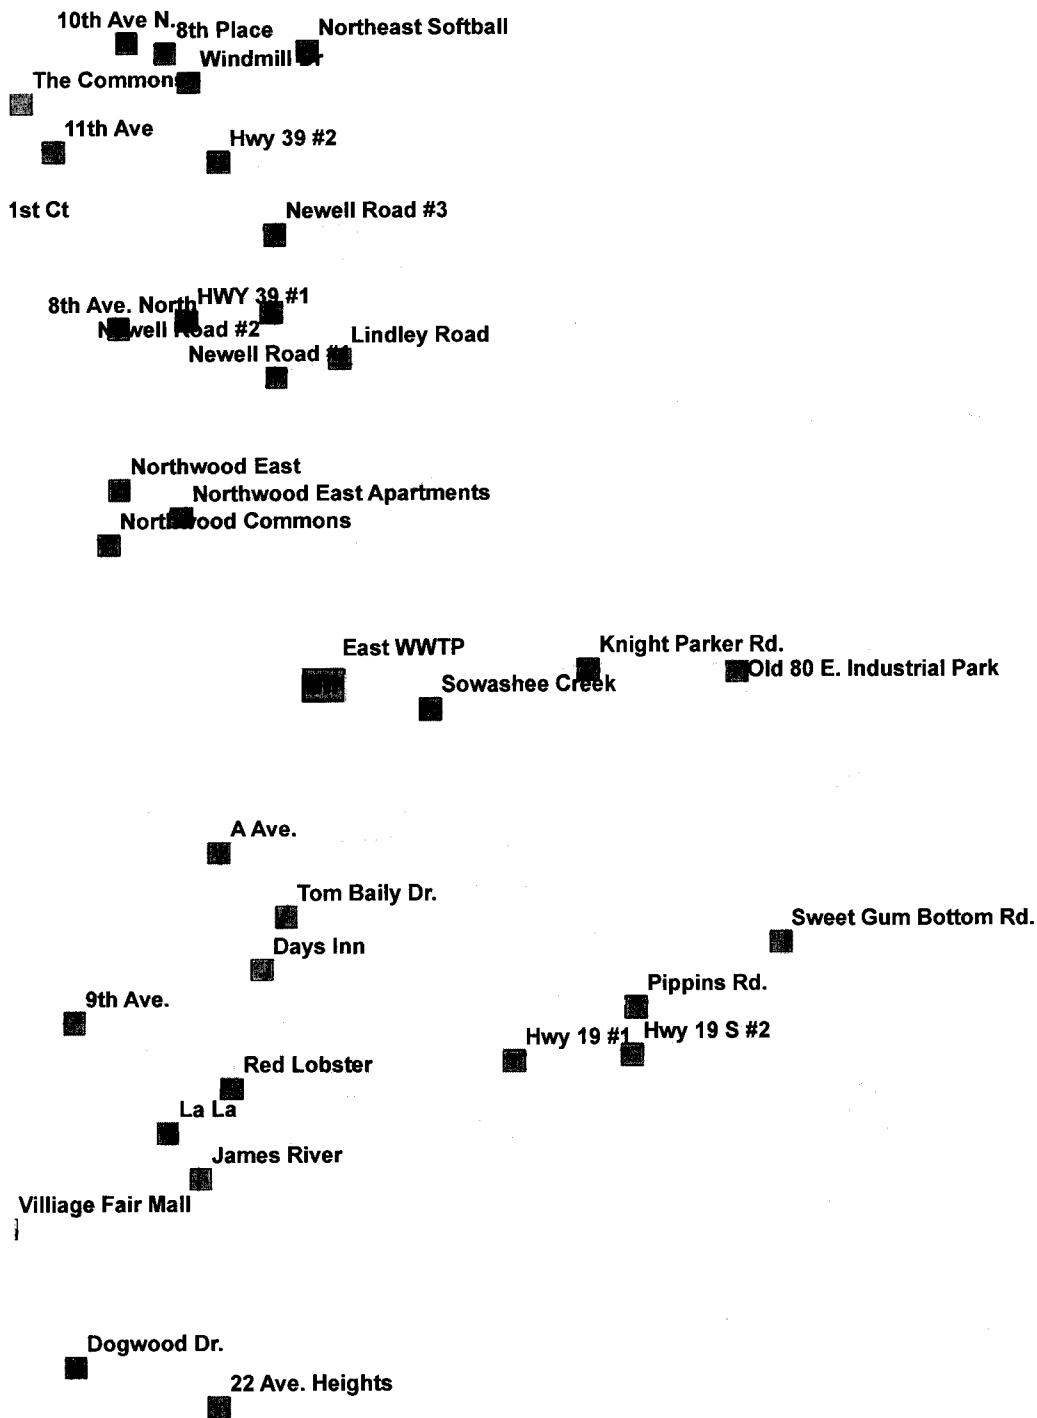 10th Ave N.
8th Place
Northeast Softball
Windmill Dr
The Commons
11th Ave
Hwy 39 #2
1st Ct
Newell Road #3
HWY 39 #1
8th Ave. North
Newell Road #2
Lindley Road
Newell Road
Northwood East
Northwood East Apartments
Northwood Commons
East WWTP
Knight Parker Rd.
Old 80 E. Industrial Park
Sowashee Creek
A Ave.
Tom Baily Dr.
Sweet Gum Bottom Rd.
Days Inn
Pippins Rd.
9th Ave.
Hwy 19 #1
Hwy 19 S #2
Red Lobster
La La
James River
Villiage Fair Mall
Dogwood Dr.
22 Ave. Heights